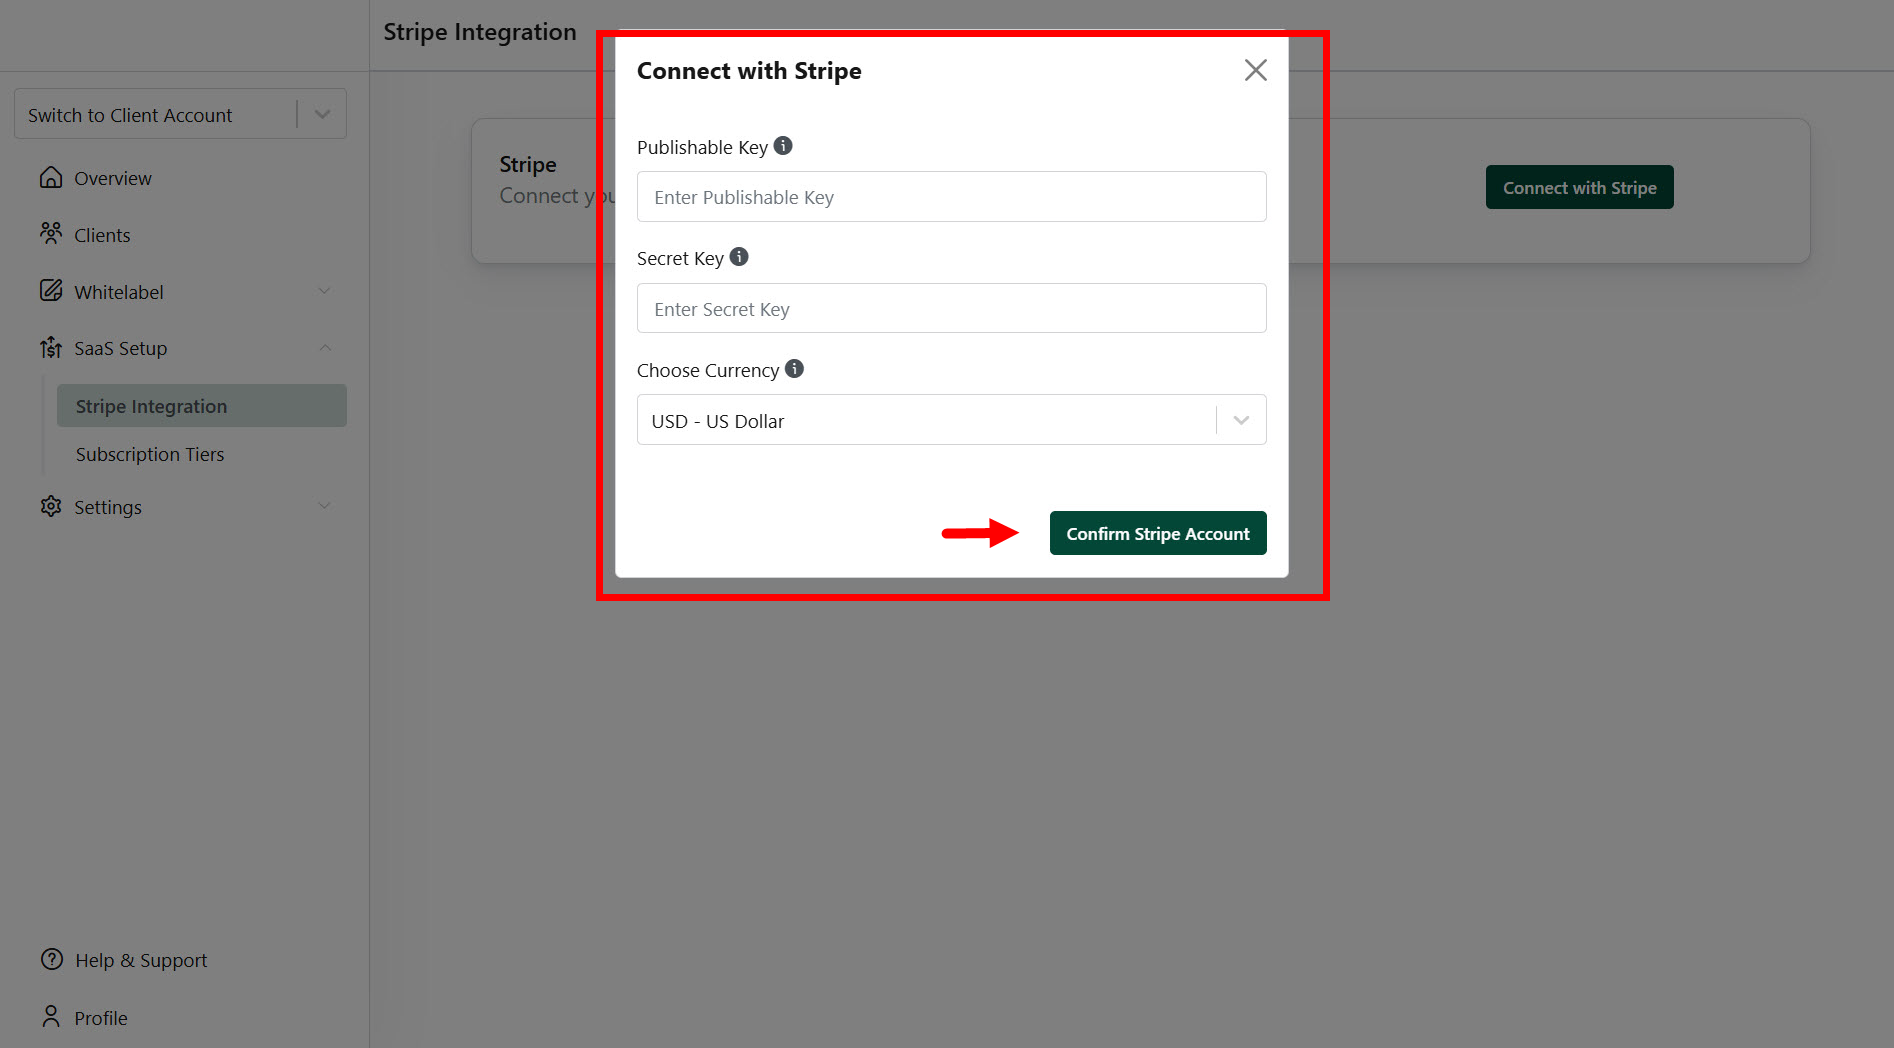 Stripe Integration
Switch to Client Account
Overview
Clients
Whitelabel
SaaS Setup
Stripe Integration
Subscription Tiers
Settings
Help & Support
Profile
Stripe
Connect
Connect with Stripe
Connect with Stripe
Publishable Key
Enter Publishable Key
Secret Key
Enter Secret Key
Choose Currency
USD - US Dollar
Confirm Stripe Account